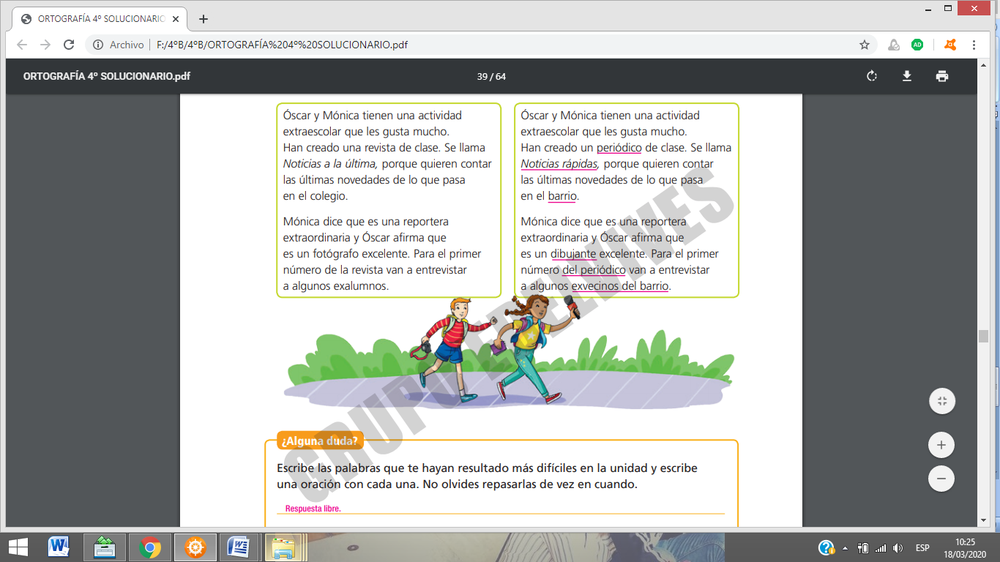 ORTOGRAFÍA 4º SOLUCIONARIO
Archivo
F:/4ºB/4ºB/ORTOGRAFÍA%204º%20SOLUCIONARIO.pdf
AD
ORTOGRAFÍA 4º SOLUCIONARIO.pdf
39 / 64
Óscar y Mónica tienen una actividad
extraescolar que les gusta mucho.
Han creado una revista de clase. Se llama
Noticias a la última, porque quieren contar
las últimas novedades de lo que pasa
en el colegio.
Mónica dice que es una reportera
extraordinaria y Óscar afirma que
es un fotógrafo excelente. Para el primer
número de la revista van a entrevistar
a algunos exalumnos.
Óscar y Mónica tienen una actividad
extraescolar que les gusta mucho.
Han creado un periódico de clase. Se llama
Noticias rápidas, porque quieren contar
las últimas novedades de lo que pasa
en el barrio.
Mónica dice que es una reportera
extraordinaria y Óscar afirma que
es un dibujante excelente. Para el primer
número del periódico van a entrevistar
a algunos exvecinos del barrio.
GRUPO EDELVIVES
¿Alguna duda?
Escribe las palabras que te hayan resultado más difíciles en la unidad y escribe
una oración con cada una. No olvides repasarlas de vez en cuando.
Respuesta libre.
ESP
10:25
18/03/2020